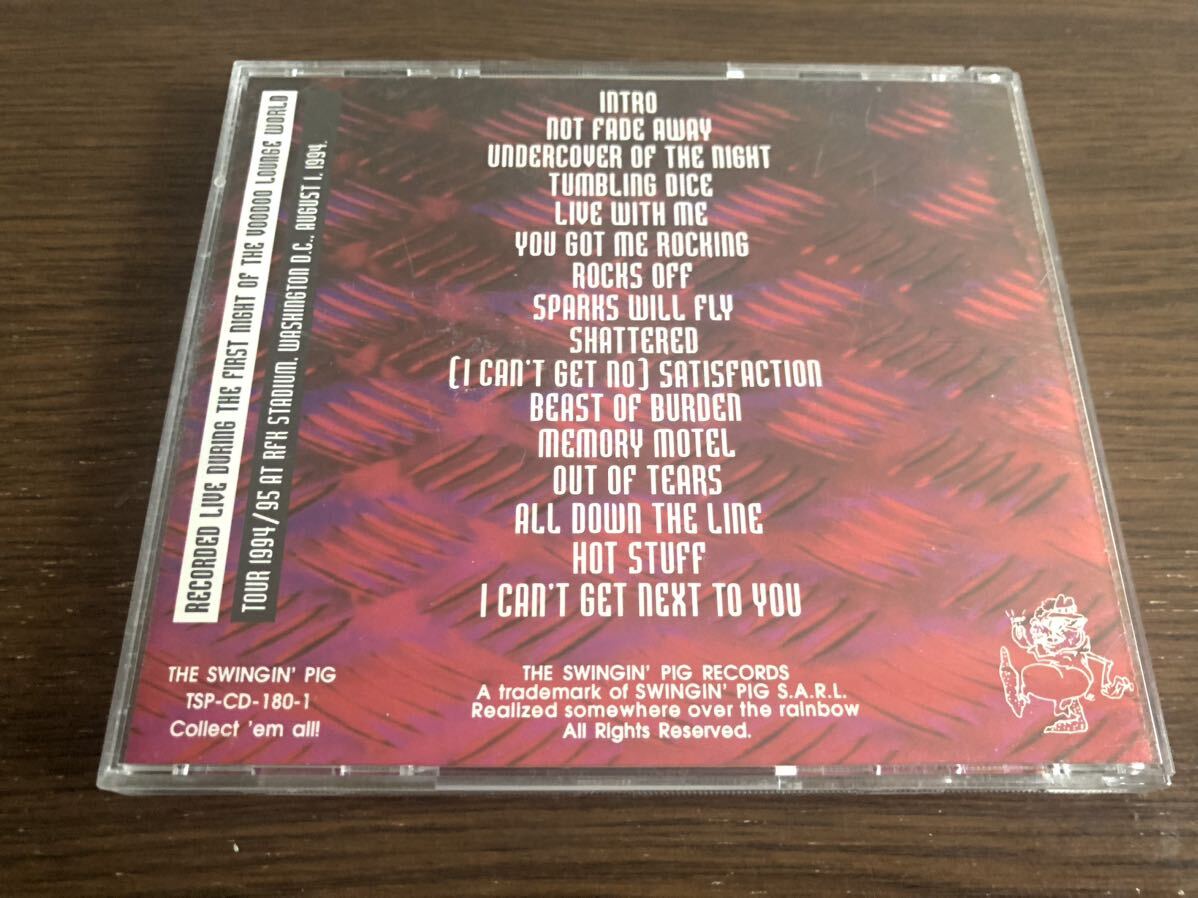 RECORDED LIVE DURING THE FIRST NIGHT OF THE VOODOO LOUNGE WORLD
TOUR 1994/95 AT RFK STADIUM, WASHINGTON D.C., AUGUST 1, 1994.
INTRO
NOT FADE AWAY
UNDERCOVER OF THE NIGHT
TUMBLING DICE
LIVE WITH ME
YOU GOT ME ROCKING
ROCKS OFF
SPARKS WILL FLY
SHATTERED
(I CAN'T GET NO) SATISFACTION
BEAST OF BURDEN
MEMORY MOTEL
OUT OF TEARS
ALL DOWN THE LINE
HOT STUFF
I CAN'T GET NEXT TO YOU
THE SWINGIN' PIG
TSP-CD-180-1
Collect 'em all!
THE SWINGIN' PIG RECORDS
A trademark of SWINGIN' PIG S.A.R.L.
Realized somewhere over the rainbow
All Rights Reserved.